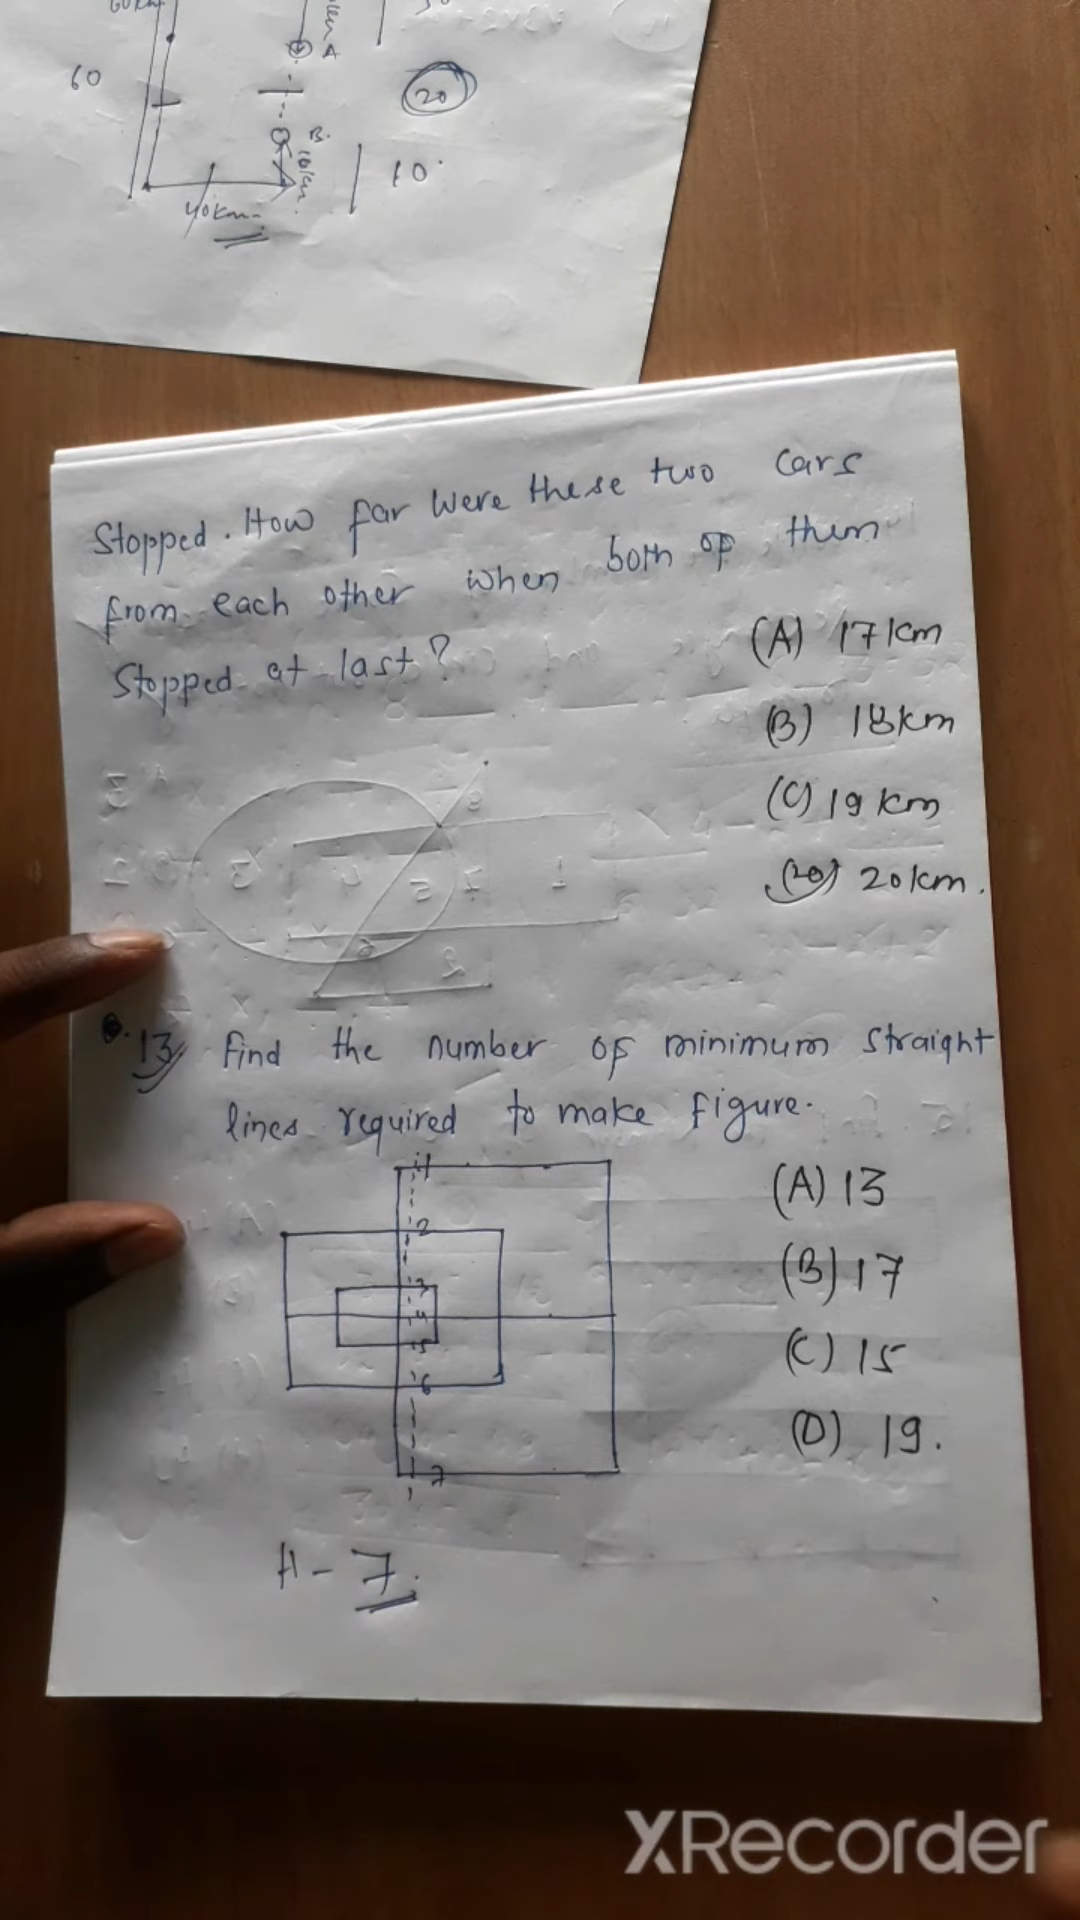 60
20
10
40km
B
10km
A
Stopped. How far were these two cars
from each other when both of them
Stopped at last?
(A) 17km
(B) 18km
(C) 19km
(20) 20km.
Q. 13 Find the number of minimum straight
lines required to make figure.
1
2
3
4
5
6
7
(A) 13
(B) 17
(C) 15
(D) 19.
H - 7.
XRecorder